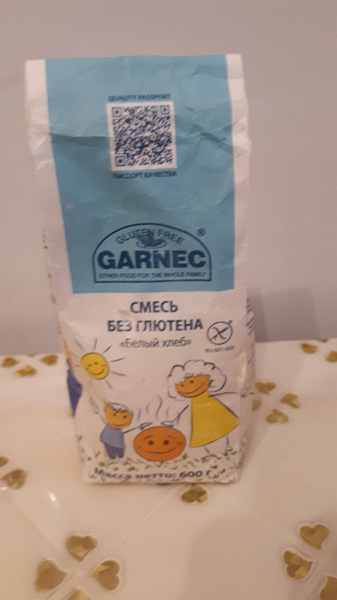 QUALITY PASSPORT
ПАСПОРТ КАЧЕСТВА
GLUTEN FREE
GARNEC®
OTHER FOOD FOR THE WHOLE FAMILY
СМЕСЬ
БЕЗ ГЛЮТЕНА
«Белый хлеб»
Масса нетто: 600 г